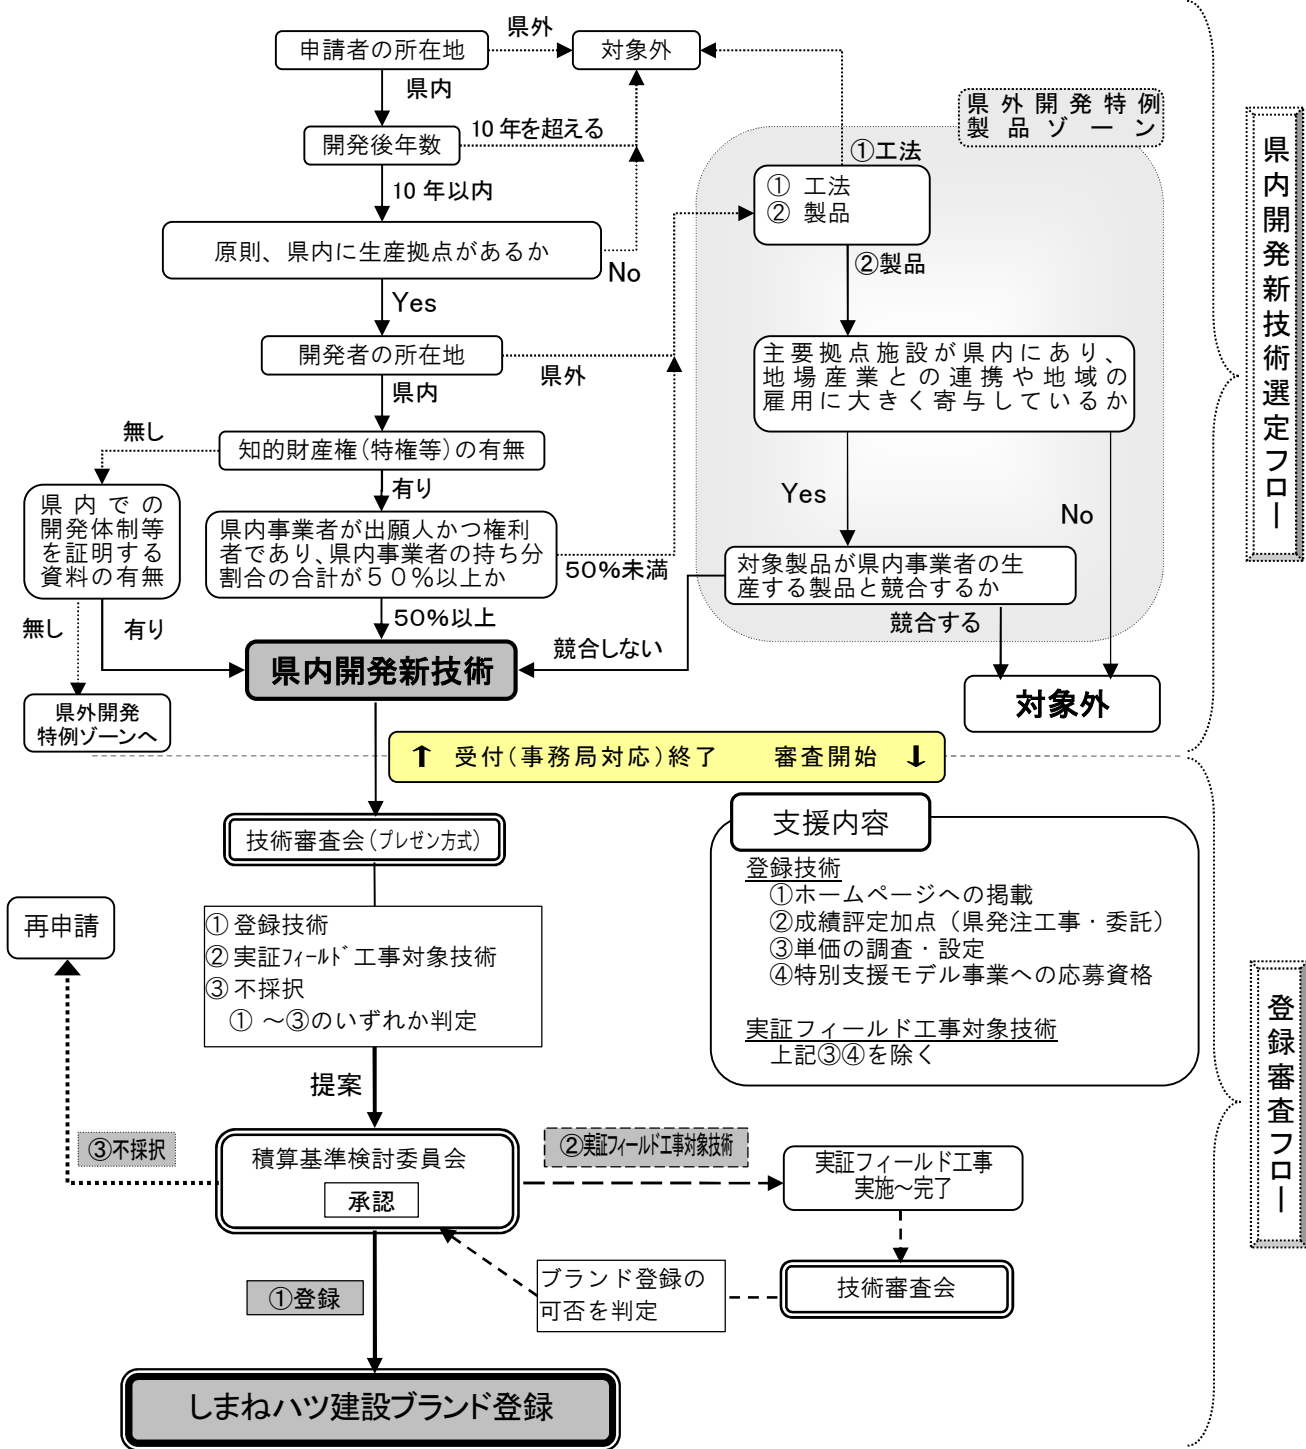 申請者の所在地
県外
対象外
県内
開発後年数
10年を超える
10年以内
原則、県内に生産拠点があるか
No
Yes
開発者の所在地
県外
県内
知的財産権(特権等)の有無
無し
有り
県内での
開発体制等
を証明する
資料の有無
県内事業者が出願人かつ権利
者であり、県内事業者の持ち分
割合の合計が50%以上か
50%未満
50%以上
無し
有り
県内開発新技術
県外開発
特例ゾーンへ
県外開発特例
製品ゾーン
①工法
① 工法
② 製品
②製品
主要拠点施設が県内にあり、
地場産業との連携や地域の
雇用に大きく寄与しているか
Yes
No
対象製品が県内事業者の生
産する製品と競合するか
競合しない
競合する
対象外
県内開発新技術選定フロー
↑ 受付(事務局対応)終了 審査開始 ↓
技術審査会(プレゼン方式)
① 登録技術
② 実証フィールド工事対象技術
③ 不採択
① ～③のいずれか判定
提案
再申請
③不採択
積算基準検討委員会
承認
②実証フィールド工事対象技術
実証フィールド工事
実施～完了
技術審査会
ブランド登録の
可否を判定
①登録
しまねハツ建設ブランド登録
支援内容
登録技術
①ホームページへの掲載
②成績評定加点(県発注工事・委託)
③単価の調査・設定
④特別支援モデル事業への応募資格
実証フィールド工事対象技術
上記③④を除く
登録審査フロー